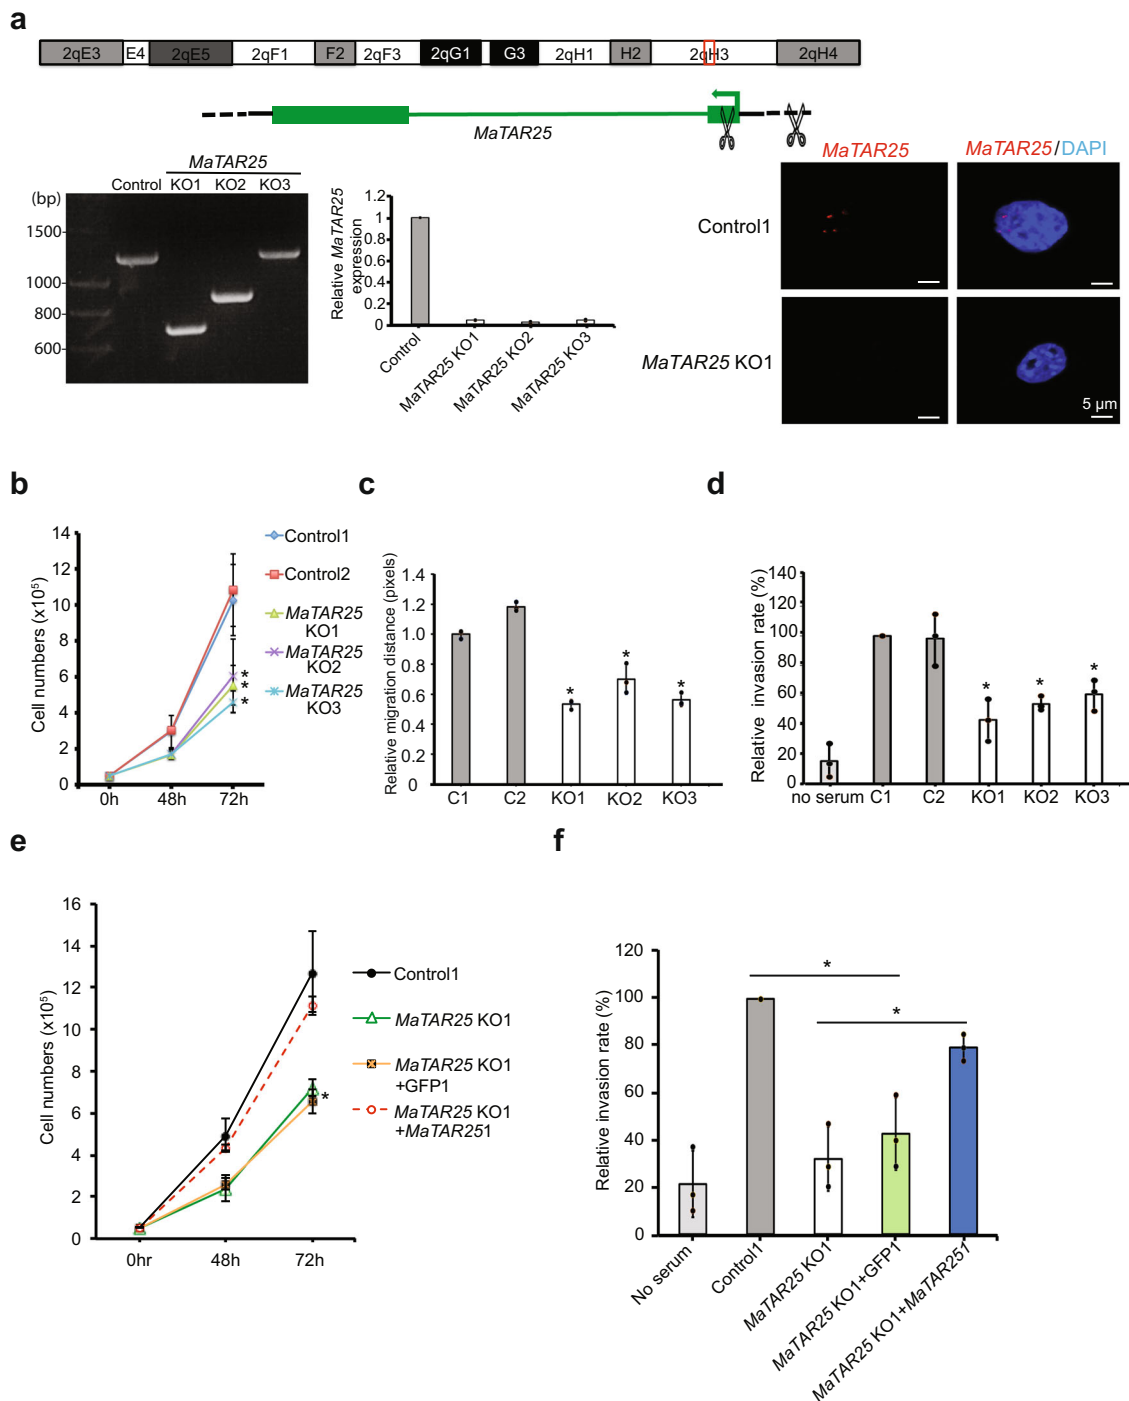 a
2qE3 E4 2qE5 2qF1 F2 2qF3 2qG1 G3 2qH1 H2 2qH3 2qH4
MaTAR25
MaTAR25
Control KO1 KO2 KO3
(bp)
1500
1000
800
600
Relative MaTAR25
expression
1.2
1
0.8
0.6
0.4
0.2
0
Control
MaTAR25 KO1
MaTAR25 KO2
MaTAR25 KO3
MaTAR25
MaTAR25/DAPI
Control1
MaTAR25 KO1
5 µm
b
Cell numbers (x10⁵)
14
12
10
8
6
4
2
0
0h 48h 72h
Control1
Control2
MaTAR25
KO1
MaTAR25
KO2
MaTAR25
KO3
*
*
*
c
Relative migration distance (pixels)
1.4
1.2
1.0
0.8
0.6
0.4
0.2
0
* * *
C1 C2 KO1 KO2 KO3
d
Relative invasion rate (%)
140
120
100
80
60
40
20
0
* * *
no serum C1 C2 KO1 KO2 KO3
e
Cell numbers (x10⁵)
16
14
12
10
8
6
4
2
0
0hr 48h 72h
*
Control1
MaTAR25 KO1
MaTAR25 KO1
+GFP1
MaTAR25 KO1
+MaTAR251
f
Relative invasion rate (%)
120
100
80
60
40
20
0
*
*
No serum
Control1
MaTAR25 KO1
MaTAR25 KO1+GFP1
MaTAR25 KO1+MaTAR251